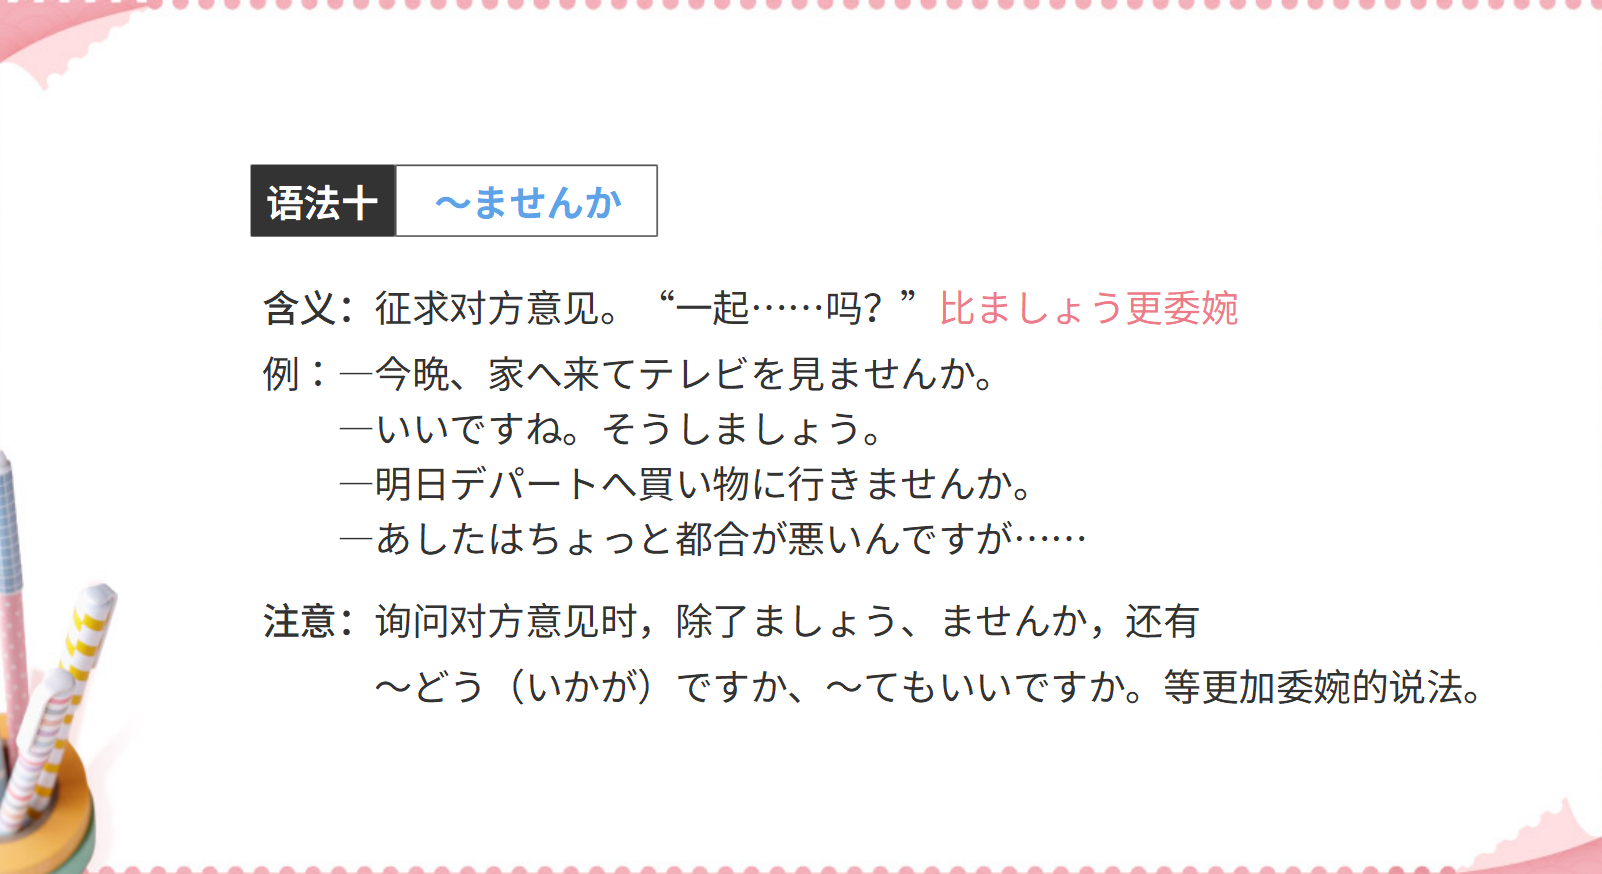 语法十 ～ませんか
含义：征求对方意见。“一起……吗？”比ましょう更委婉
例：—今晩、家へ来てテレビを見ませんか。
—いいですね。そうしましょう。
—明日デパートへ買い物に行きませんか。
—あしたはちょっと都合が悪いんですが……
注意：询问对方意见时，除了ましょう、ませんか，还有
～どう（いかが）ですか、～てもいいですか。等更加委婉的说法。